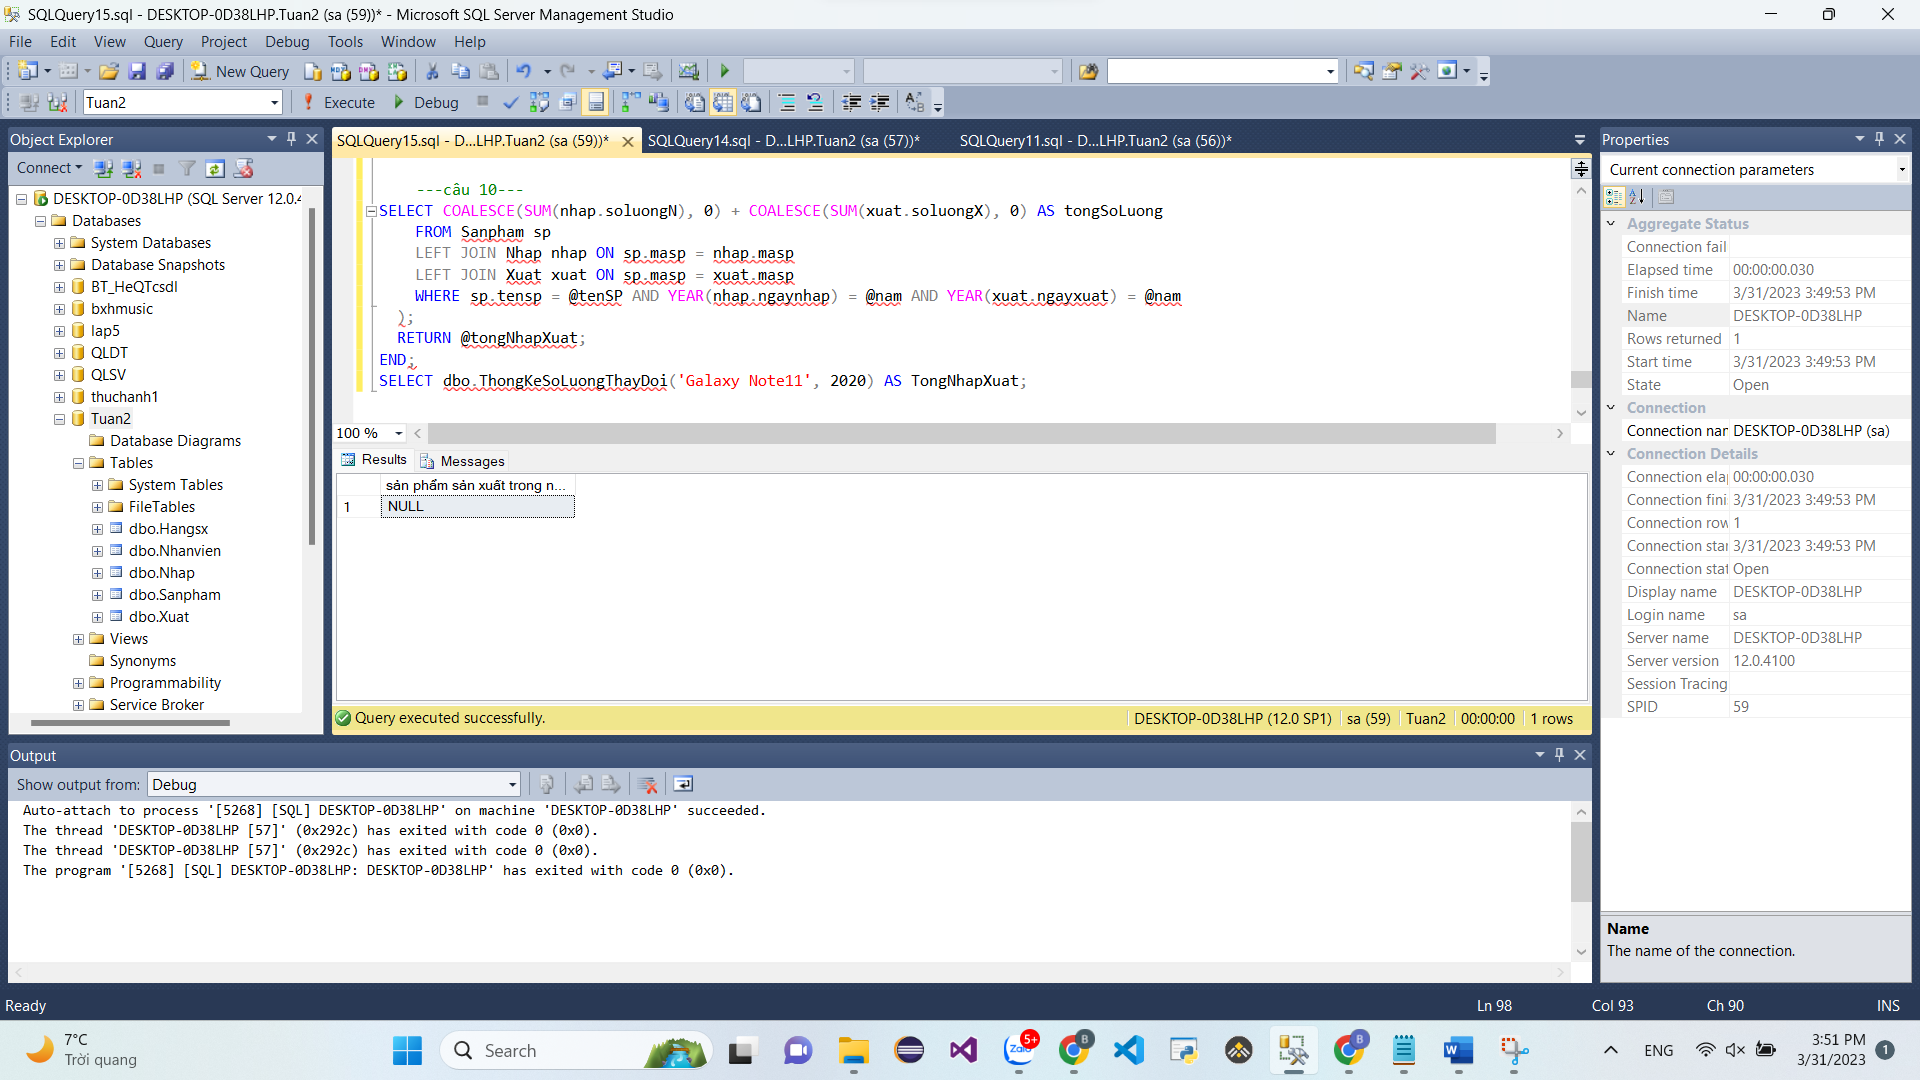 SQLQuery15.sql - DESKTOP-0D38LHP.Tuan2 (sa (59))* - Microsoft SQL Server Management Studio
File Edit View Query Project Debug Tools Window Help
New Query
Tuan2 Execute Debug
Object Explorer
Connect
DESKTOP-0D38LHP (SQL Server 12.0.4
Databases
System Databases
Database Snapshots
BT_HeQTcsdl
bxhmusic
lap5
QLDT
QLSV
thuchanh1
Tuan2
Database Diagrams
Tables
System Tables
FileTables
dbo.Hangsx
dbo.Nhanvien
dbo.Nhap
dbo.Sanpham
dbo.Xuat
Views
Synonyms
Programmability
Service Broker
SQLQuery15.sql - D...LHP.Tuan2 (sa (59))* SQLQuery14.sql - D...LHP.Tuan2 (sa (57))* SQLQuery11.sql - D...LHP.Tuan2 (sa (56))*
---câu 10---
SELECT COALESCE(SUM(nhap.soluongN), 0) + COALESCE(SUM(xuat.soluongX), 0) AS tongSoLuong
FROM Sanpham sp
LEFT JOIN Nhap nhap ON sp.masp = nhap.masp
LEFT JOIN Xuat xuat ON sp.masp = xuat.masp
WHERE sp.tensp = @tenSP AND YEAR(nhap.ngaynhap) = @nam AND YEAR(xuat.ngayxuat) = @nam
);
RETURN @tongNhapXuat;
END;
SELECT dbo.ThongKeSoLuongThayDoi('Galaxy Note11', 2020) AS TongNhapXuat;
100 %
Results Messages
sản phẩm sản xuất trong n...
1 NULL
Query executed successfully. DESKTOP-0D38LHP (12.0 SP1) sa (59) Tuan2 00:00:00 1 rows
Properties
Current connection parameters
Aggregate Status
Connection fail
Elapsed time 00:00:00.030
Finish time 3/31/2023 3:49:53 PM
Name DESKTOP-0D38LHP
Rows returned 1
Start time 3/31/2023 3:49:53 PM
State Open
Connection
Connection nar DESKTOP-0D38LHP (sa)
Connection Details
Connection elap 00:00:00.030
Connection fini: 3/31/2023 3:49:53 PM
Connection row 1
Connection star 3/31/2023 3:49:53 PM
Connection stat Open
Display name DESKTOP-0D38LHP
Login name sa
Server name DESKTOP-0D38LHP
Server version 12.0.4100
Session Tracing
SPID 59
Name
The name of the connection.
Output
Show output from: Debug
Auto-attach to process '[5268] [SQL] DESKTOP-0D38LHP' on machine 'DESKTOP-0D38LHP' succeeded.
The thread 'DESKTOP-0D38LHP [57]' (0x292c) has exited with code 0 (0x0).
The thread 'DESKTOP-0D38LHP [57]' (0x292c) has exited with code 0 (0x0).
The program '[5268] [SQL] DESKTOP-0D38LHP: DESKTOP-0D38LHP' has exited with code 0 (0x0).
Ready Ln 98 Col 93 Ch 90 INS
7°C
Trời quang
Search
Zalo 5+
B
B
ENG
3:51 PM
3/31/2023
1